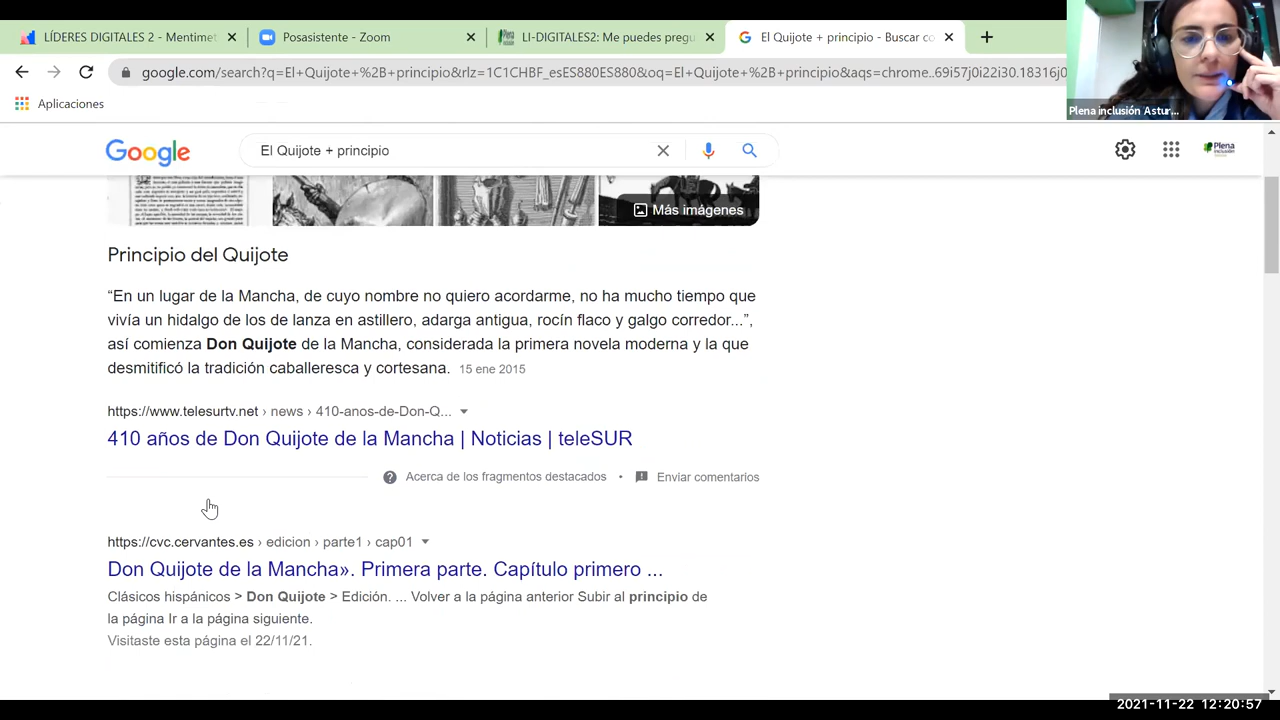 LÍDERES DIGITALES 2 - Mentimet
Posasistente - Zoom
LI-DIGITALES2: Me puedes pregu
El Quijote + principio - Buscar co
google.com/search?q=El+Quijote+%2B+principio&rlz=1C1CHBF_esES880ES880&oq=El+Quijote+%2B+principio&aqs=chrome..69i57j0i22i30.18316j0
Aplicaciones
Plena inclusión Astur...
Google
El Quijote + principio
Plena
inclusión
Más imágenes
Principio del Quijote
“En un lugar de la Mancha, de cuyo nombre no quiero acordarme, no ha mucho tiempo que
vivía un hidalgo de los de lanza en astillero, adarga antigua, rocín flaco y galgo corredor...”,
así comienza Don Quijote de la Mancha, considerada la primera novela moderna y la que
desmitificó la tradición caballeresca y cortesana. 15 ene 2015
https://www.telesurtv.net › news › 410-anos-de-Don-Q...
410 años de Don Quijote de la Mancha | Noticias | teleSUR
Acerca de los fragmentos destacados • Enviar comentarios
https://cvc.cervantes.es › edicion › parte1 › cap01
Don Quijote de la Mancha». Primera parte. Capítulo primero ...
Clásicos hispánicos > Don Quijote > Edición. ... Volver a la página anterior Subir al principio de
la página Ir a la página siguiente.
Visitaste esta página el 22/11/21.
2021-11-22 12:20:57